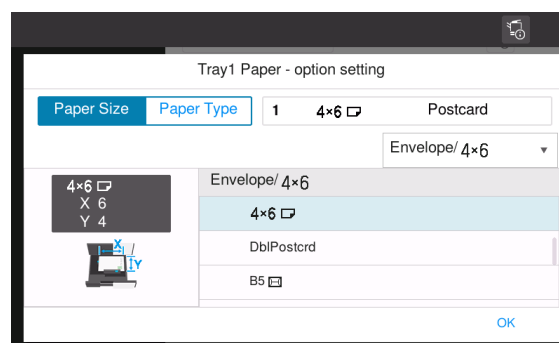 Tray1 Paper - option setting
Paper Size Paper Type 1 4×6 Postcard
Envelope/ 4×6
4×6
X 6
Y 4
X
Y
Envelope/ 4×6
4×6
DblPostcrd
B5
OK